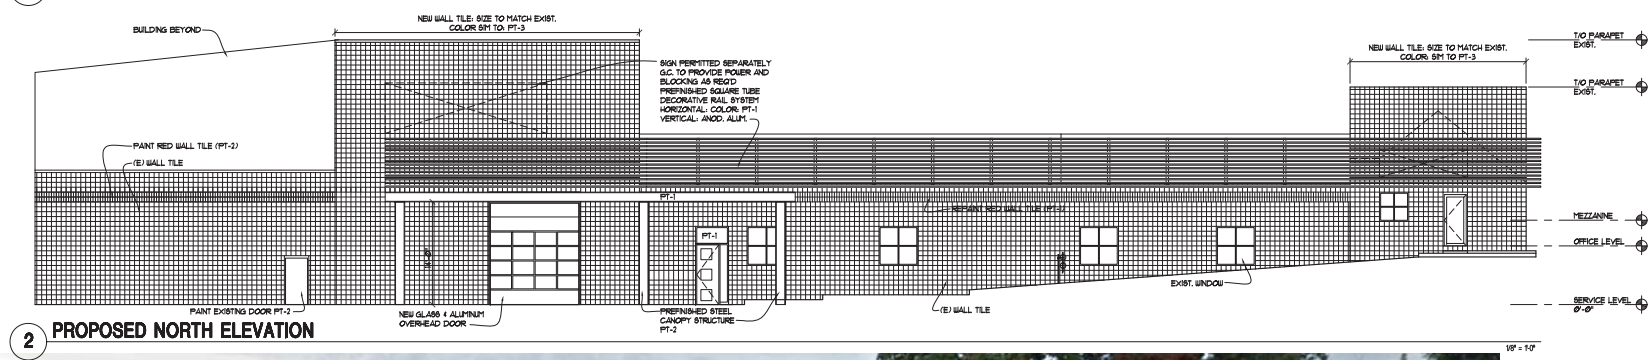 NEW WALL TILE: SIZE TO MATCH EXIST.
COLOR SIM TO: PT-3
BUILDING BEYOND
SIGN PERMITTED SEPARATELY
G.C. TO PROVIDE POWER AND
BLOCKING AS REQ'D
PREFINISHED SQUARE TUBE
DECORATIVE RAIL SYSTEM
HORIZONTAL: COLOR: PT-1
VERTICAL: ANOD. ALUM.
NEW WALL TILE: SIZE TO MATCH EXIST.
COLOR: SIM TO PT-3
T/O PARAPET
EXIST.
T/O PARAPET
EXIST.
PAINT RED WALL TILE (PT-2)
(E) WALL TILE
PT-1
REPAINT RED WALL TILE (PT-1)
MEZZANINE
PT-1
OFFICE LEVEL
14'-0"
EXIST. WINDOW
SERVICE LEVEL
0'-0"
PAINT EXISTING DOOR PT-2
NEW GLASS & ALUMINUM
OVERHEAD DOOR
PREFINISHED STEEL
CANOPY STRUCTURE
PT-2
(E) WALL TILE
2 PROPOSED NORTH ELEVATION
1/8" = 1'-0"